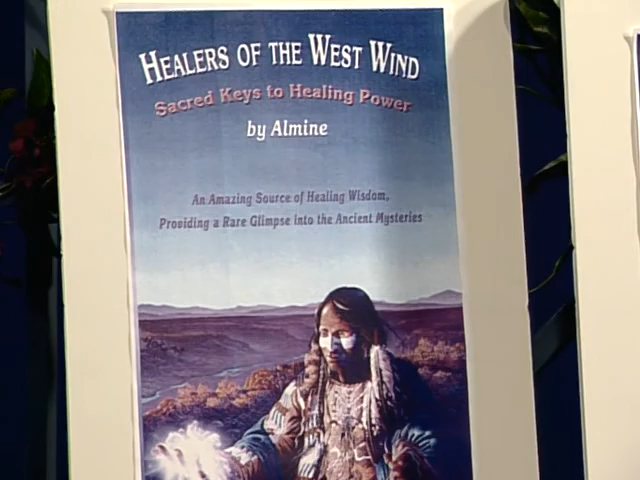 Healers of the West Wind
Sacred Keys to Healing Power
by Almine
An Amazing Source of Healing Wisdom,
Providing a Rare Glimpse into the Ancient Mysteries